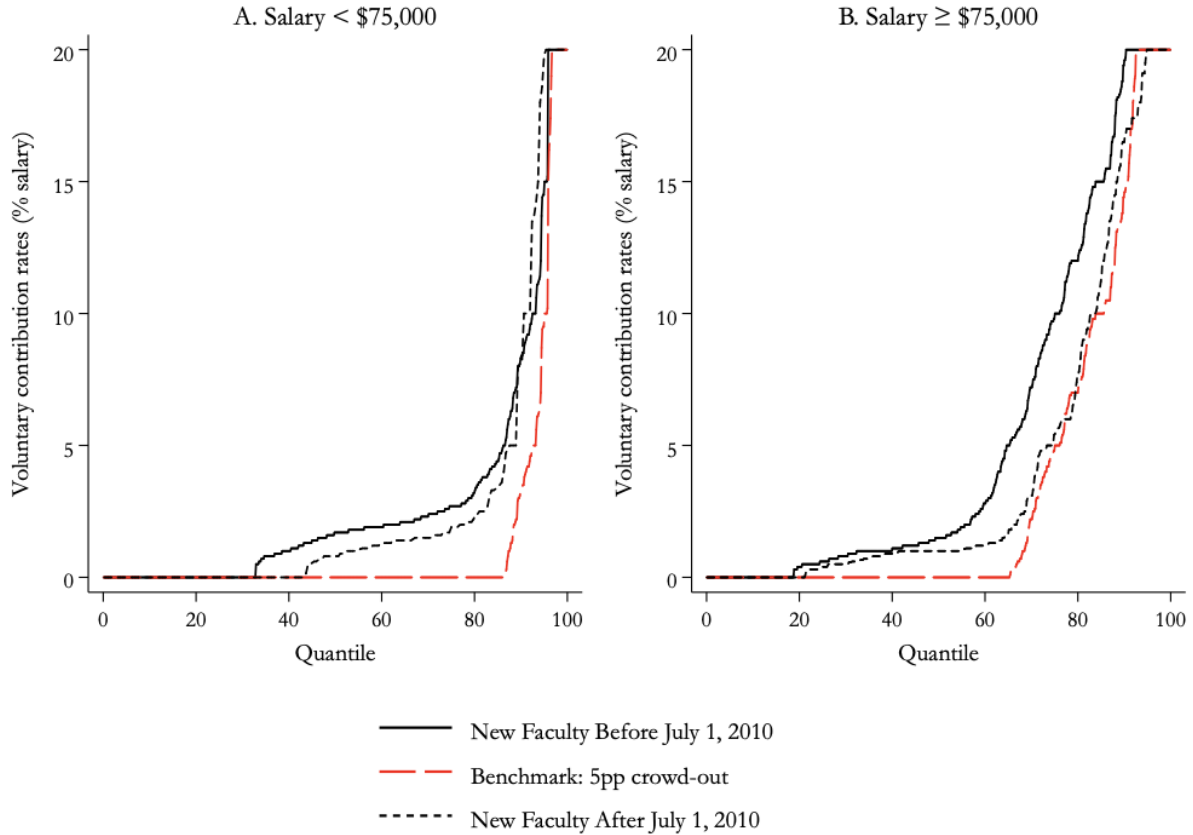 A. Salary < $75,000
B. Salary ≥ $75,000
Voluntary contribution rates (% salary)
20
15
10
5
0
0 20 40 60 80 100
Quantile
Voluntary contribution rates (% salary)
20
15
10
5
0
0 20 40 60 80 100
Quantile
New Faculty Before July 1, 2010
Benchmark: 5pp crowd-out
New Faculty After July 1, 2010